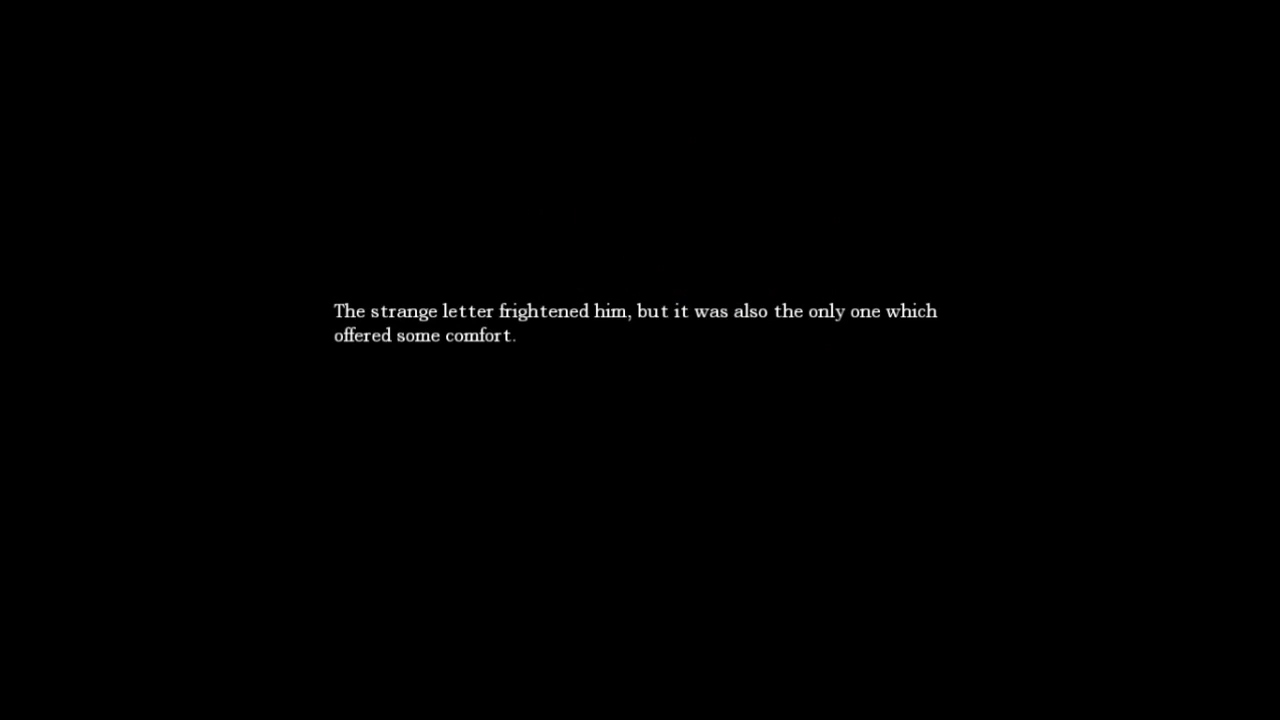 The strange letter frightened him, but it was also the only one which
offered some comfort.